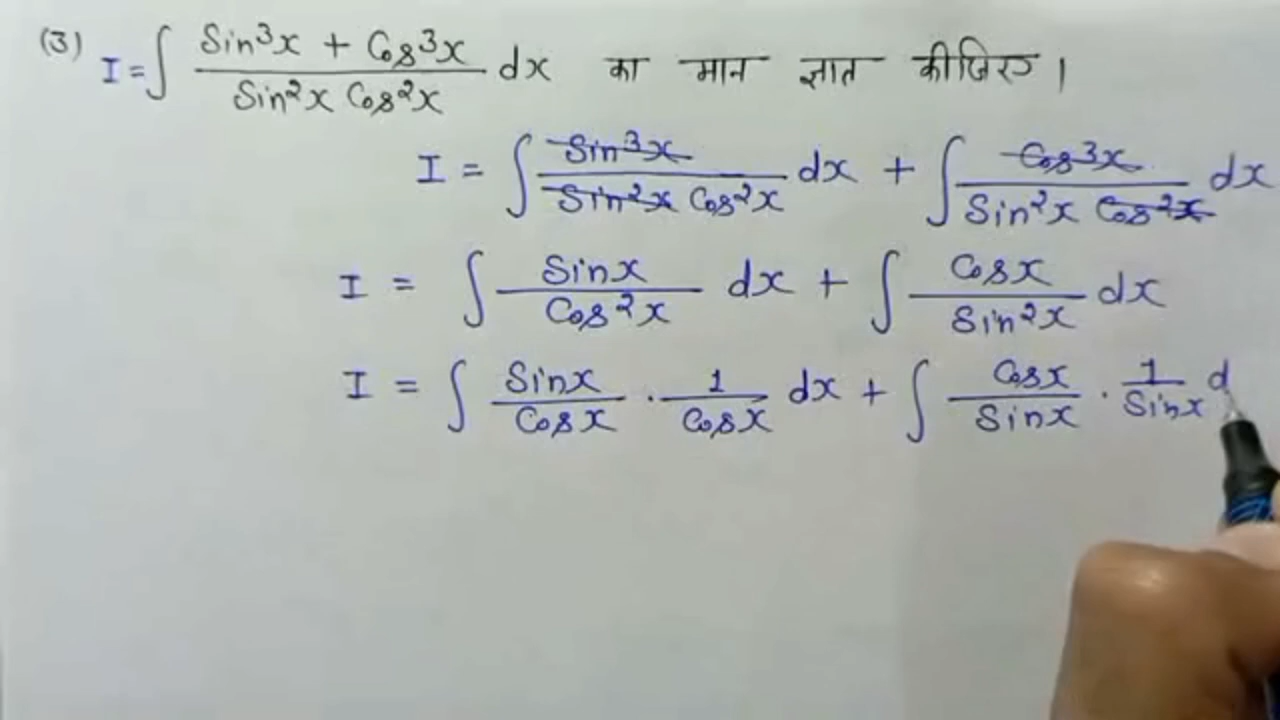 (3) I = ∫ (Sin³x + Cos³x)/(Sin²x Cos²x) dx का मान ज्ञात कीजिए।
I = ∫ Sin³x/(Sin²x Cos²x) dx + ∫ Cos³x/(Sin²x Cos²x) dx
I = ∫ Sinx/Cos²x dx + ∫ Cosx/Sin²x dx
I = ∫ Sinx/Cosx · 1/Cosx dx + ∫ Cosx/Sinx · 1/Sinx d